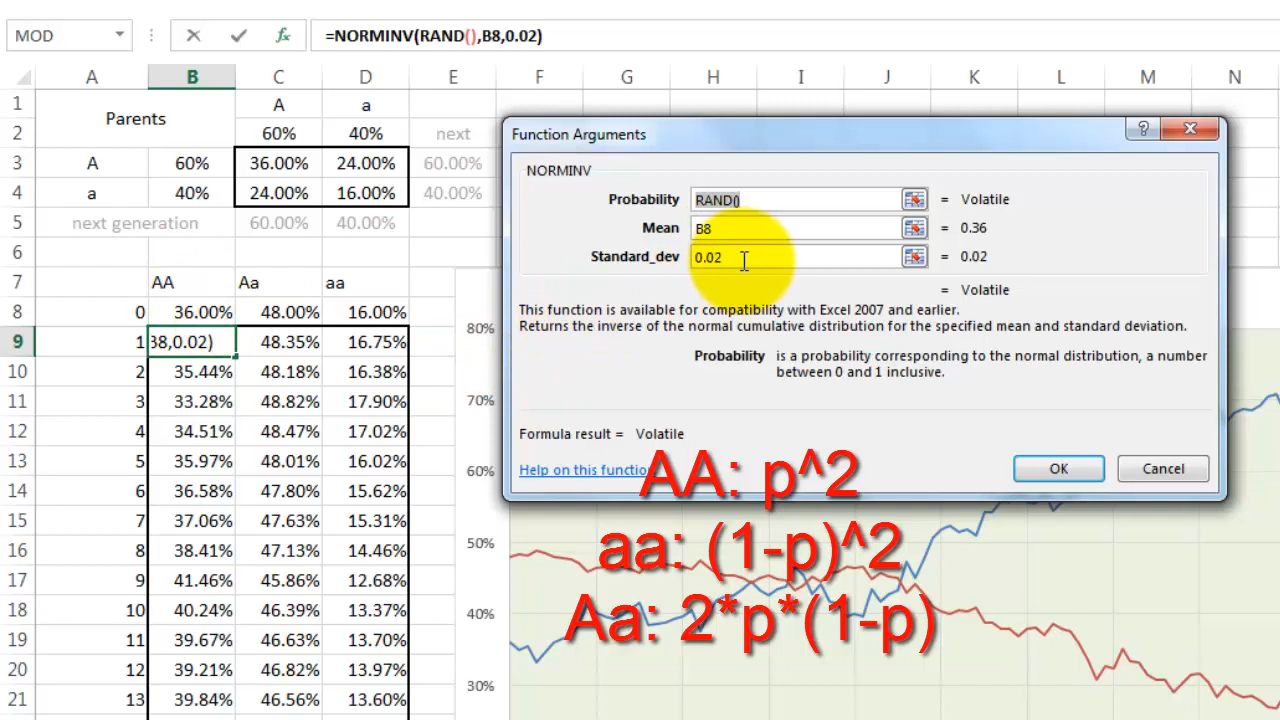 MOD
=NORMINV(RAND(),B8,0.02)
A B C D E F G H I J K L M N
1 Parents A a
2 60% 40% next
3 A 60% 36.00% 24.00% 60.00%
4 a 40% 24.00% 16.00% 40.00%
5 next generation 60.00% 40.00%
6
7 AA Aa aa
8 0 36.00% 48.00% 16.00%
9 1 B8,0.02) 48.35% 16.75%
10 2 35.44% 48.18% 16.38%
11 3 33.28% 48.82% 17.90%
12 4 34.51% 48.47% 17.02%
13 5 35.97% 48.01% 16.02%
14 6 36.58% 47.80% 15.62%
15 7 37.06% 47.63% 15.31%
16 8 38.41% 47.13% 14.46%
17 9 41.46% 45.86% 12.68%
18 10 40.24% 46.39% 13.37%
19 11 39.67% 46.63% 13.70%
20 12 39.21% 46.82% 13.97%
21 13 39.84% 46.56% 13.60%
80%
70%
60%
50%
40%
30%
Function Arguments
NORMINV
Probability RAND() = Volatile
Mean B8 = 0.36
Standard_dev 0.02 = 0.02
= Volatile
This function is available for compatibility with Excel 2007 and earlier.
Returns the inverse of the normal cumulative distribution for the specified mean and standard deviation.
Probability is a probability corresponding to the normal distribution, a number
between 0 and 1 inclusive.
Formula result = Volatile
Help on this function
OK Cancel
AA: p^2
aa: (1-p)^2
Aa: 2*p*(1-p)